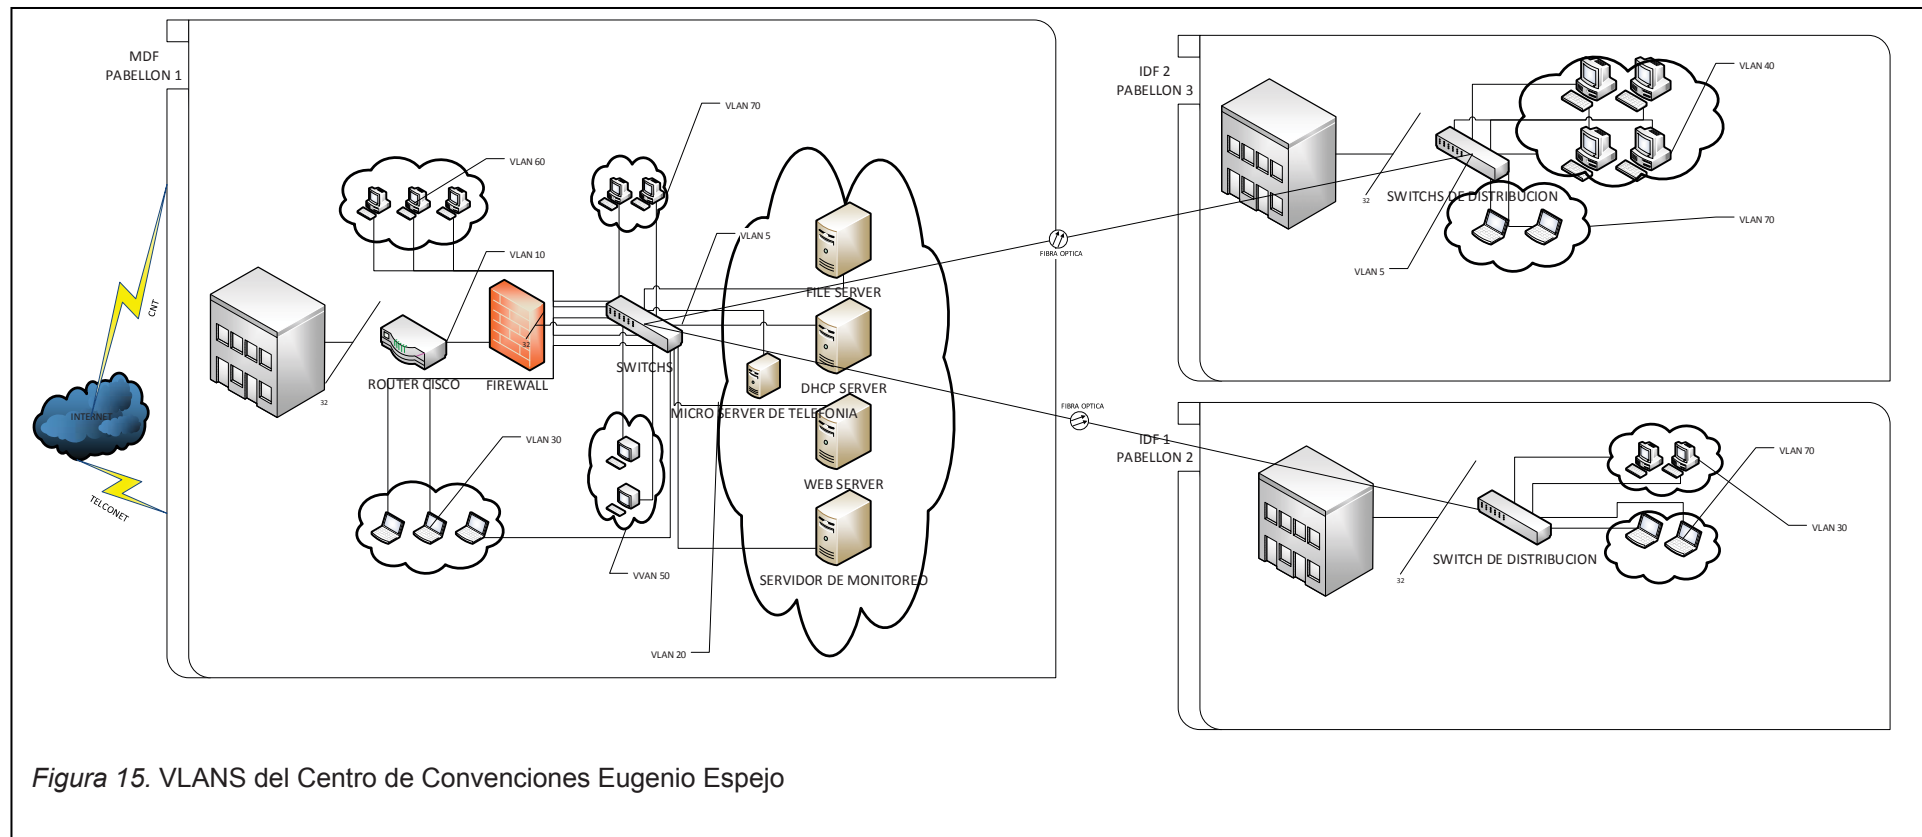 MDF
PABELLON 1
VLAN 70
VLAN 60
VLAN 5
VLAN 10
CNT
INTERNET
TELCONET
32
ROUTER CISCO
32
FIREWALL
SWITCHS
FILE SERVER
DHCP SERVER
MICRO SERVER DE TELEFONIA
WEB SERVER
SERVIDOR DE MONITOREO
VLAN 30
VVAN 50
VLAN 20
FIBRA OPTICA
FIBRA OPTICA
IDF 2
PABELLON 3
VLAN 40
32
SWITCHS DE DISTRIBUCION
VLAN 70
VLAN 5
IDF 1
PABELLON 2
VLAN 70
VLAN 30
SWITCH DE DISTRIBUCION
32
Figura 15. VLANS del Centro de Convenciones Eugenio Espejo